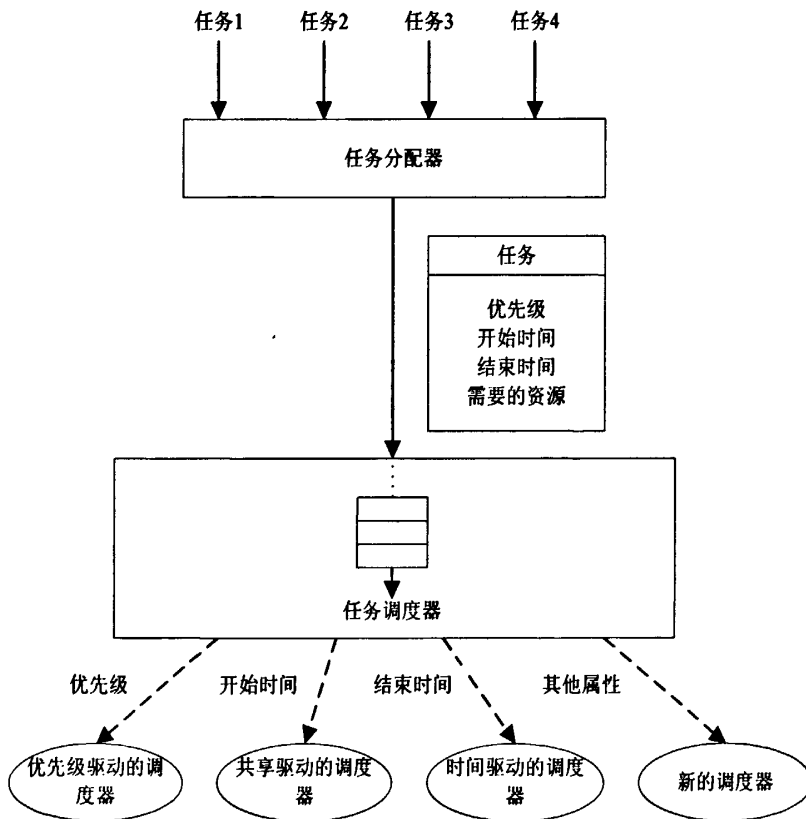 任务1 任务2 任务3 任务4
任务分配器
任务
优先级
开始时间
结束时间
需要的资源
任务调度器
优先级 开始时间 结束时间 其他属性
优先级驱动的调
度器
共享驱动的调度
器
时间驱动的调度
器
新的调度器